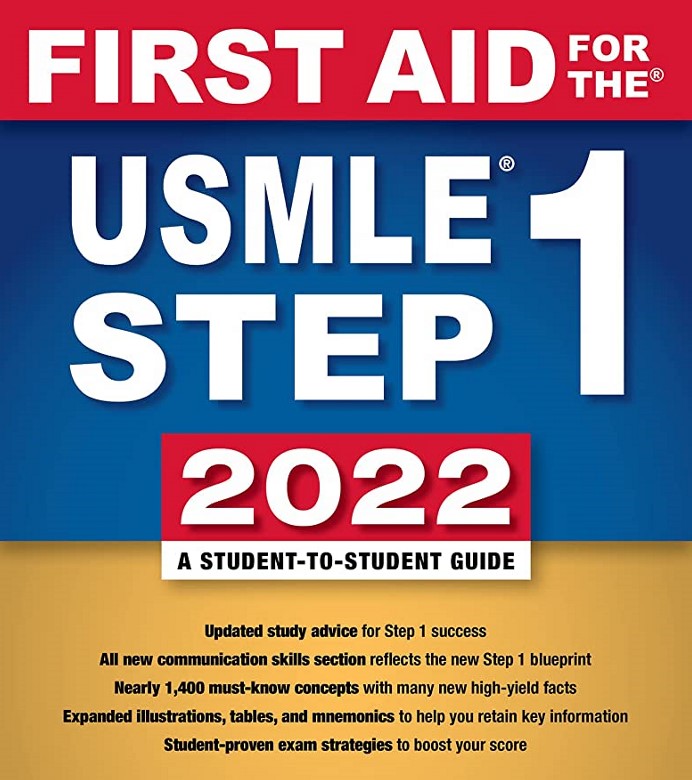 FIRST AID FOR THE®
USMLE® 1
STEP
2022
A STUDENT-TO-STUDENT GUIDE
Updated study advice for Step 1 success
All new communication skills section reflects the new Step 1 blueprint
Nearly 1,400 must-know concepts with many new high-yield facts
Expanded illustrations, tables, and mnemonics to help you retain key information
Student-proven exam strategies to boost your score